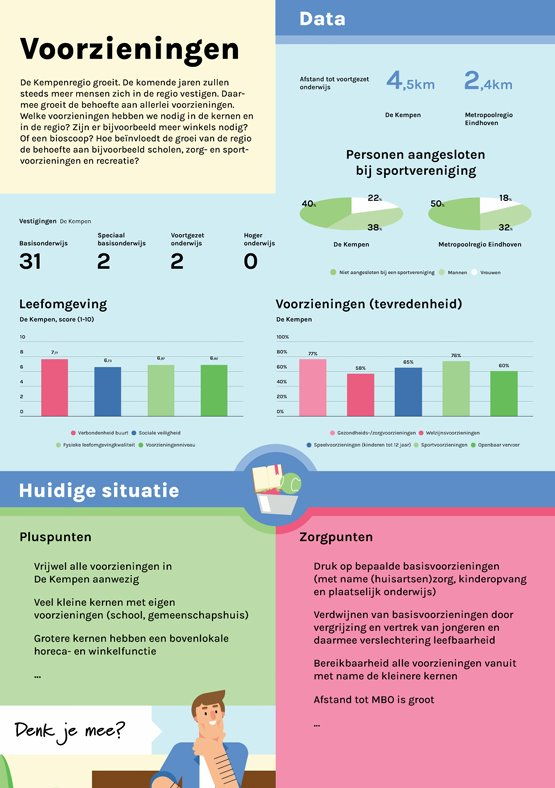 Voorzieningen
De Kempenregio groeit. De komende jaren zullen
steeds meer mensen zich in de regio vestigen. Daar-
mee groeit de behoefte aan allerlei voorzieningen.
Welke voorzieningen hebben we nodig in de kernen en
in de regio? Zijn er bijvoorbeeld meer winkels nodig?
Of een bioscoop? Hoe beïnvloedt de groei van de regio
de behoefte aan bijvoorbeeld scholen, zorg- en sport-
voorzieningen en recreatie?
Data
Afstand tot voortgezet
onderwijs
4,5km
De Kempen
2,4km
Metropoolregio
Eindhoven
Personen aangesloten
bij sportvereniging
40%
22%
38%
De Kempen
50%
18%
32%
Metropoolregio Eindhoven
Niet aangesloten bij een sportvereniging
Mannen
Vrouwen
Vestigingen De Kempen
Basisonderwijs
31
Speciaal
basisonderwijs
2
Voortgezet
onderwijs
2
Hoger
onderwijs
0
Leefomgeving
De Kempen, score (1-10)
10
8
6
4
2
0
Verbondenheid buurt
Sociale veiligheid
Fysieke leefomgevingkwaliteit
Voorzieningenniveau
Voorzieningen (tevredenheid)
De Kempen
100%
80%
60%
40%
20%
0%
77%
58%
65%
76%
60%
Gezondheids-/zorgvoorzieningen
Welzijnsvoorzieningen
Speelvoorzieningen (kinderen tot 12 jaar)
Sportvoorzieningen
Openbaar vervoer
Huidige situatie
Pluspunten
Vrijwel alle voorzieningen in
De Kempen aanwezig
Veel kleine kernen met eigen
voorzieningen (school, gemeenschapshuis)
Grotere kernen hebben een bovenlokale
horeca- en winkelfunctie
...
Zorgpunten
Druk op bepaalde basisvoorzieningen
(met name (huisartsen)zorg, kinderopvang
en plaatselijk onderwijs)
Verdwijnen van basisvoorzieningen door
vergrijzing en vertrek van jongeren en
daarmee verslechtering leefbaarheid
Bereikbaarheid alle voorzieningen vanuit
met name de kleinere kernen
Afstand tot MBO is groot
...
Denk je mee?